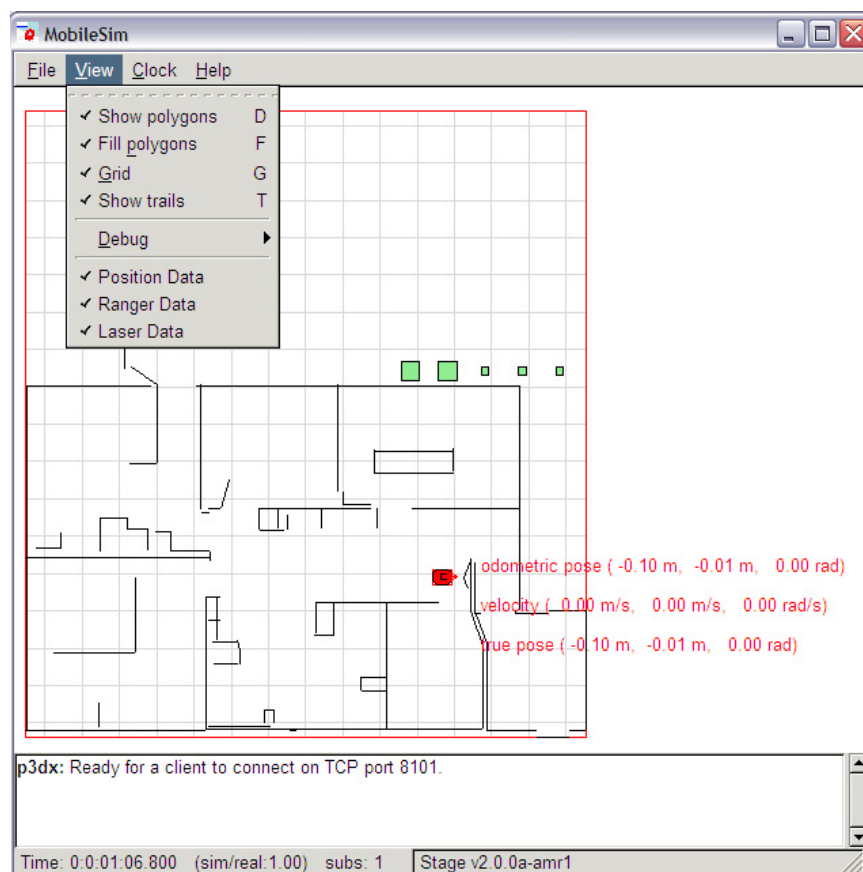 MobileSim
File View Clock Help
Show polygons D
Fill polygons F
Grid G
Show trails T
Debug
Position Data
Ranger Data
Laser Data
odometric pose ( -0.10 m, -0.01 m, 0.00 rad)
velocity ( 0.00 m/s, 0.00 m/s, 0.00 rad/s)
true pose ( -0.10 m, -0.01 m, 0.00 rad)
p3dx: Ready for a client to connect on TCP port 8101.
Time: 0:0:01:06.800 (sim/real:1.00) subs: 1 Stage v2.0.0a-amr1